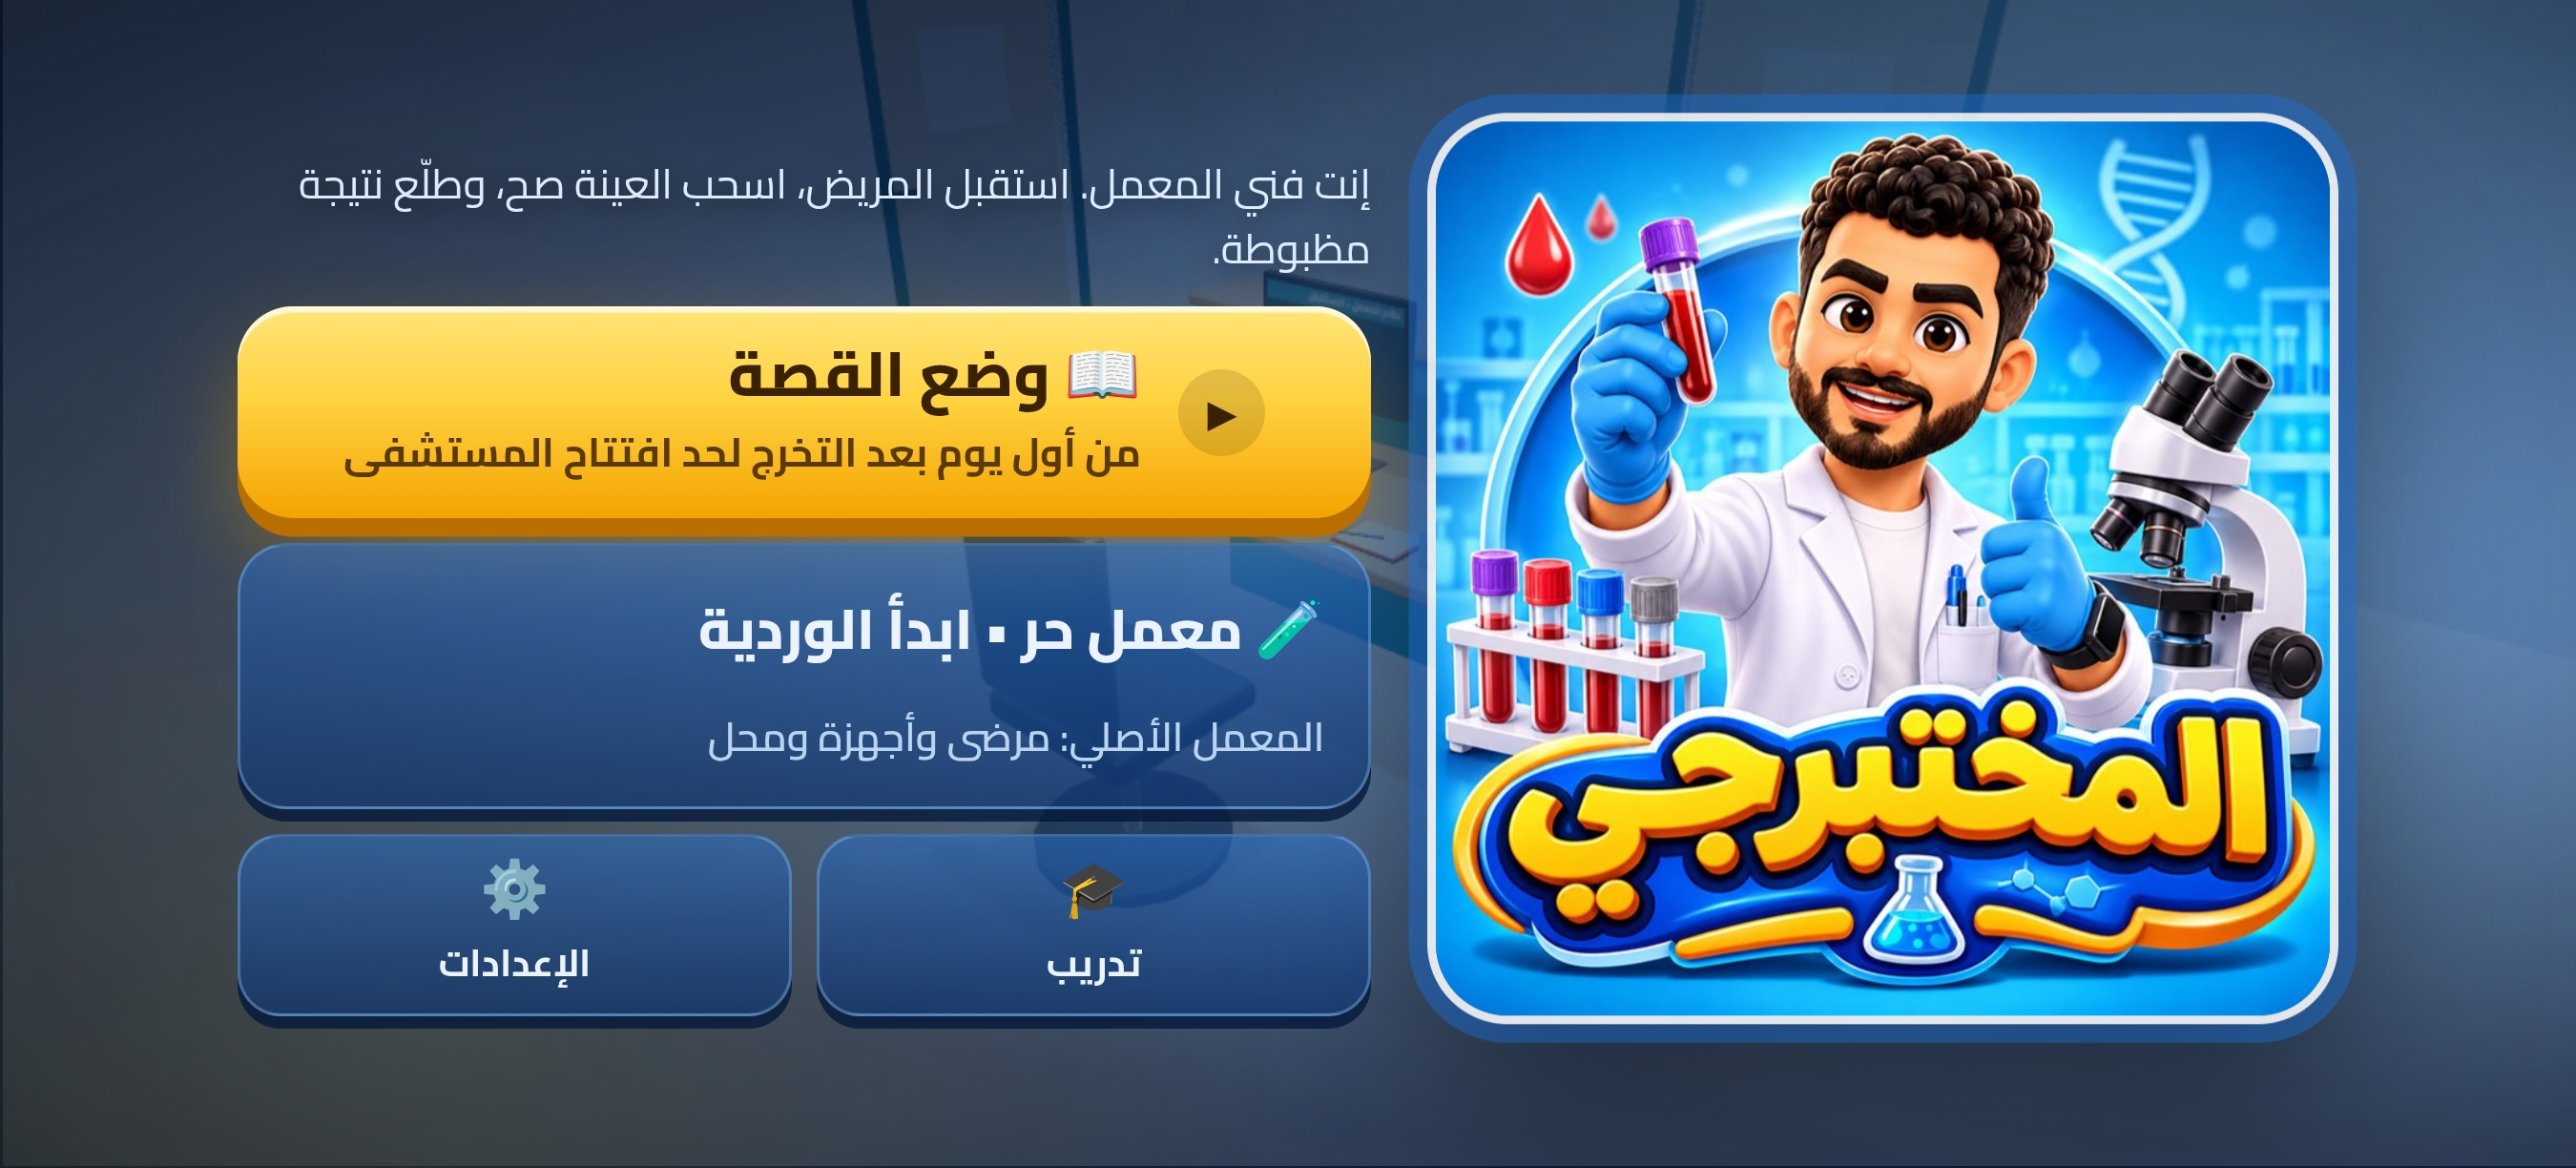 إنت فني المعمل. استقبل المريض، اسحب العينة صح، وطلّع نتيجة
مظبوطة.
وضع القصة
من أول يوم بعد التخرج لحد افتتاح المستشفى
معمل حر ▪ ابدأ الوردية
المعمل الأصلي: مرضى وأجهزة ومحل
تدريب
الإعدادات
المختبرجي